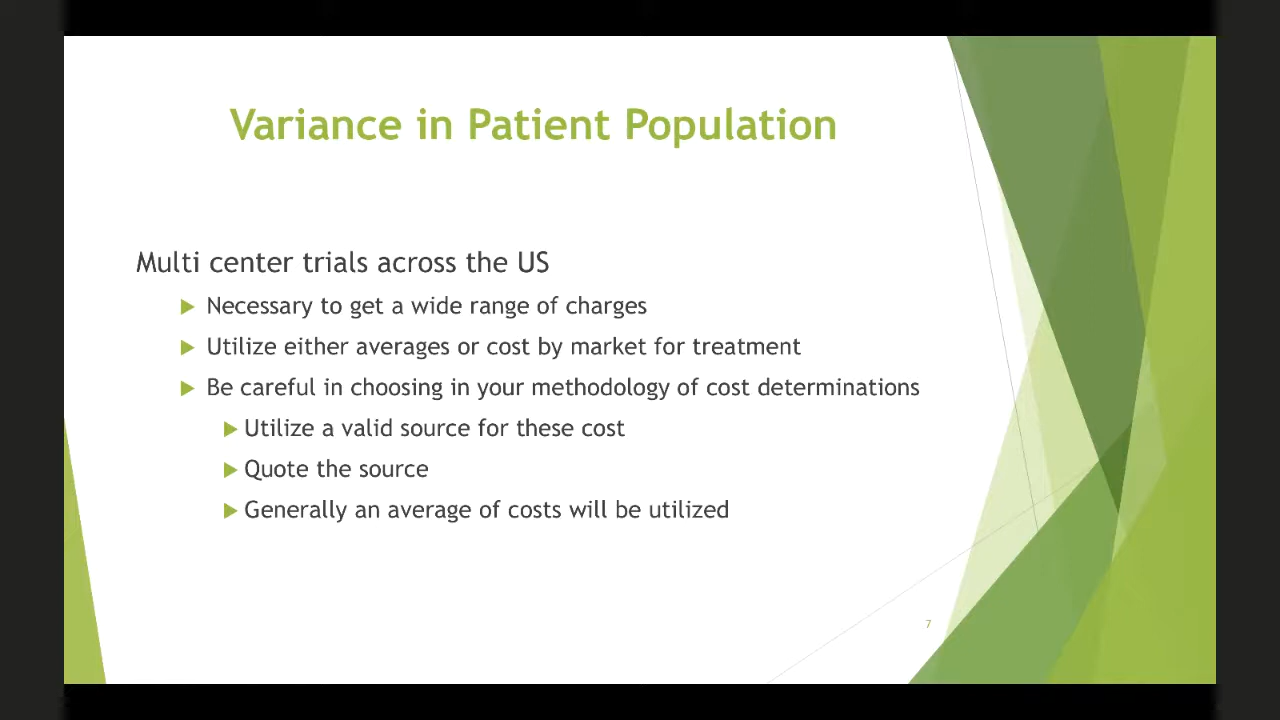 Variance in Patient Population
Multi center trials across the US
Necessary to get a wide range of charges
Utilize either averages or cost by market for treatment
Be careful in choosing in your methodology of cost determinations
Utilize a valid source for these cost
Quote the source
Generally an average of costs will be utilized
7